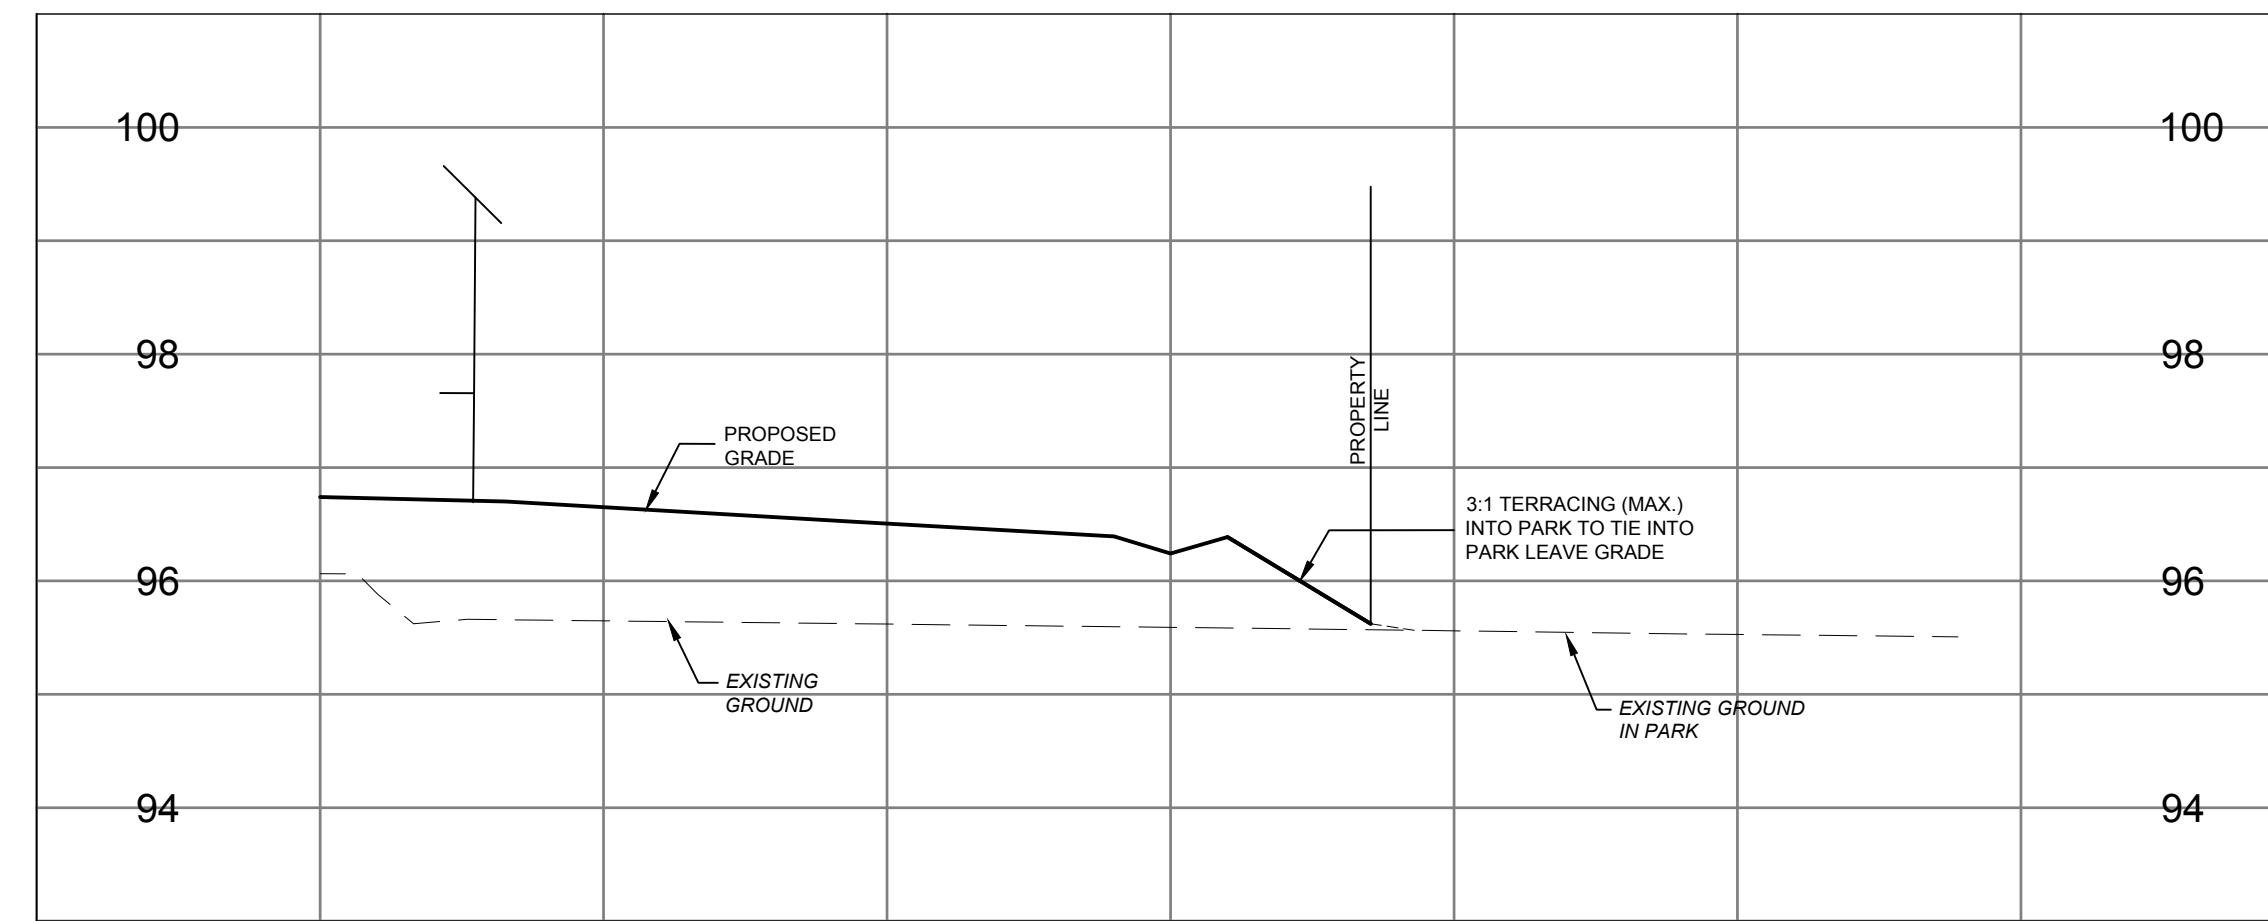 100
100
98
98
PROPERTY
LINE
PROPOSED
GRADE
3:1 TERRACING (MAX.)
INTO PARK TO TIE INTO
PARK LEAVE GRADE
96
96
EXISTING
GROUND
EXISTING GROUND
IN PARK
94
94